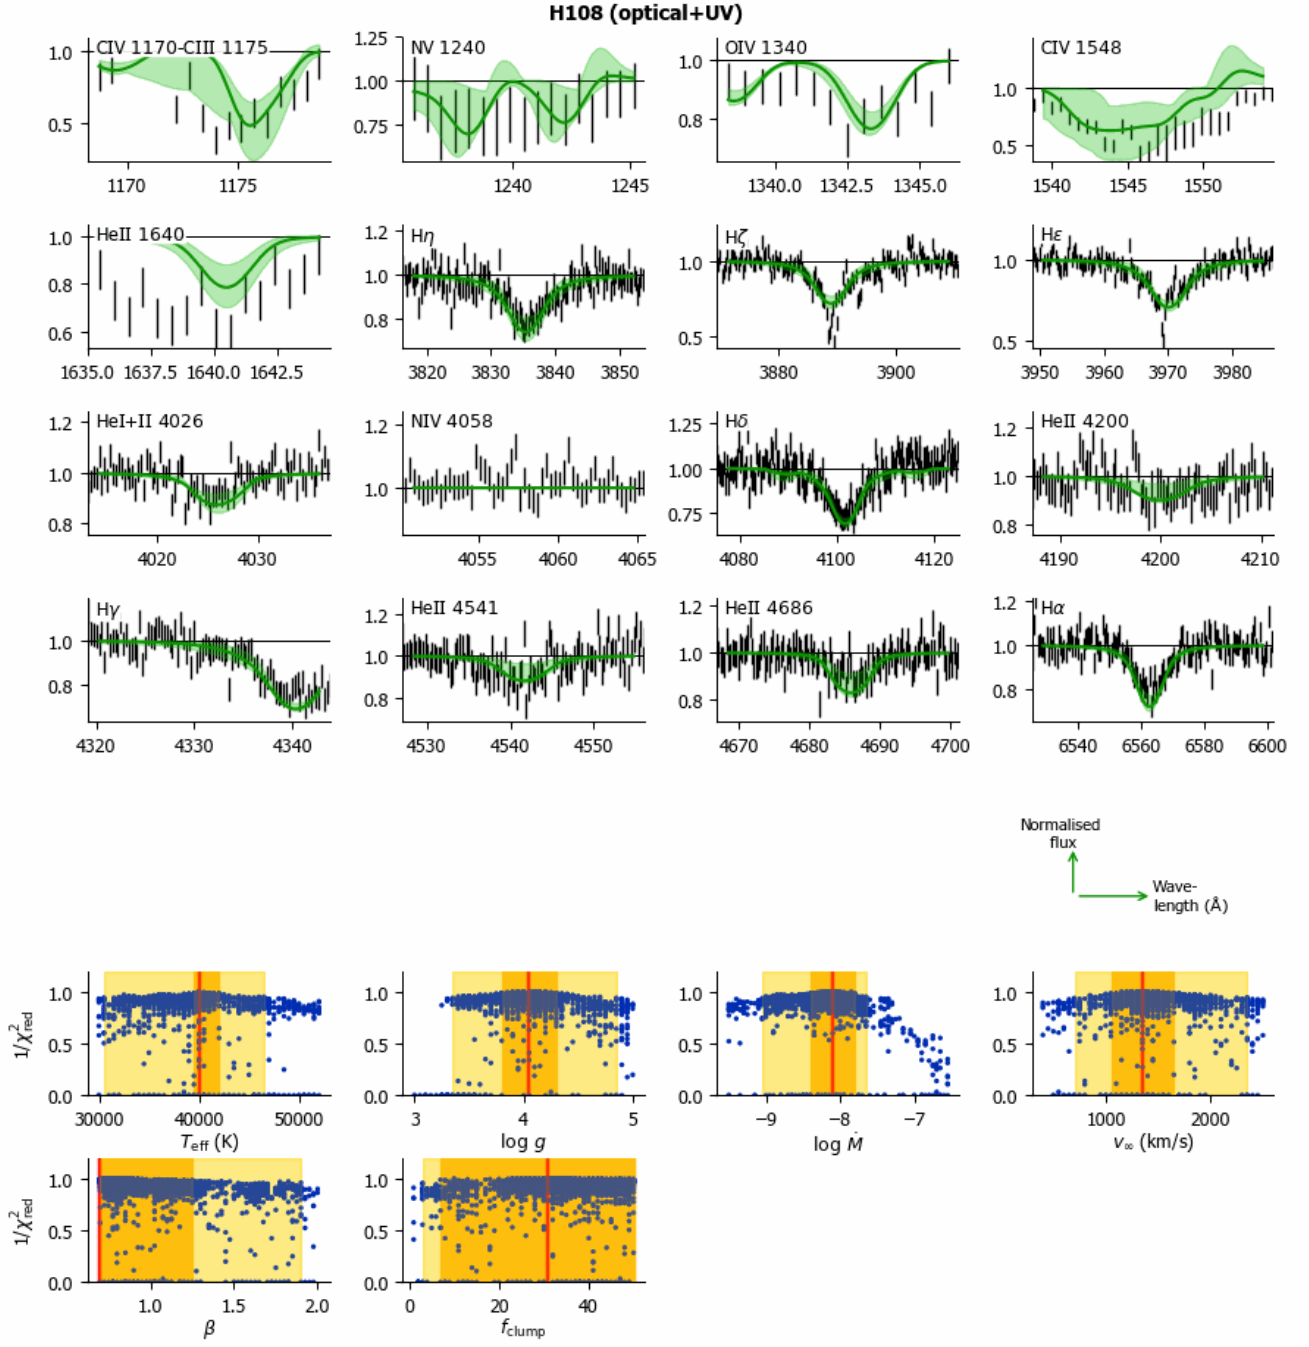 H108 (optical+UV)
CIV 1170-CIII 1175
1.0
0.5
1170 1175
NV 1240
1.25
1.00
0.75
1240 1245
OIV 1340
1.0
0.8
1340.0 1342.5 1345.0
CIV 1548
1.0
0.5
1540 1545 1550
HeII 1640
1.0
0.8
0.6
1635.0 1637.5 1640.0 1642.5
Hη
1.2
1.0
0.8
3820 3830 3840 3850
Hζ
1.0
0.5
3880 3900
Hε
1.0
0.5
3950 3960 3970 3980
HeI+II 4026
1.2
1.0
0.8
4020 4030
NIV 4058
1.2
1.0
4055 4060 4065
Hδ
1.25
1.00
0.75
4080 4100 4120
HeII 4200
1.2
1.0
0.8
4190 4200 4210
Hγ
1.0
0.8
4320 4330 4340
HeII 4541
1.2
1.0
0.8
4530 4540 4550
HeII 4686
1.2
1.0
0.8
4670 4680 4690 4700
Hα
1.2
1.0
0.8
6540 6560 6580 6600
Normalised
flux
Wave-
length (Å)
1/χ²red
1.0
0.5
0.0
30000 40000 50000
Teff (K)
1.0
0.5
0.0
3 4 5
log g
1.0
0.5
0.0
−9 −8 −7
log Ṁ
1.0
0.5
0.0
1000 2000
v∞ (km/s)
1/χ²red
1.0
0.5
0.0
1.0 1.5 2.0
β
1.0
0.5
0.0
0 20 40
fclump